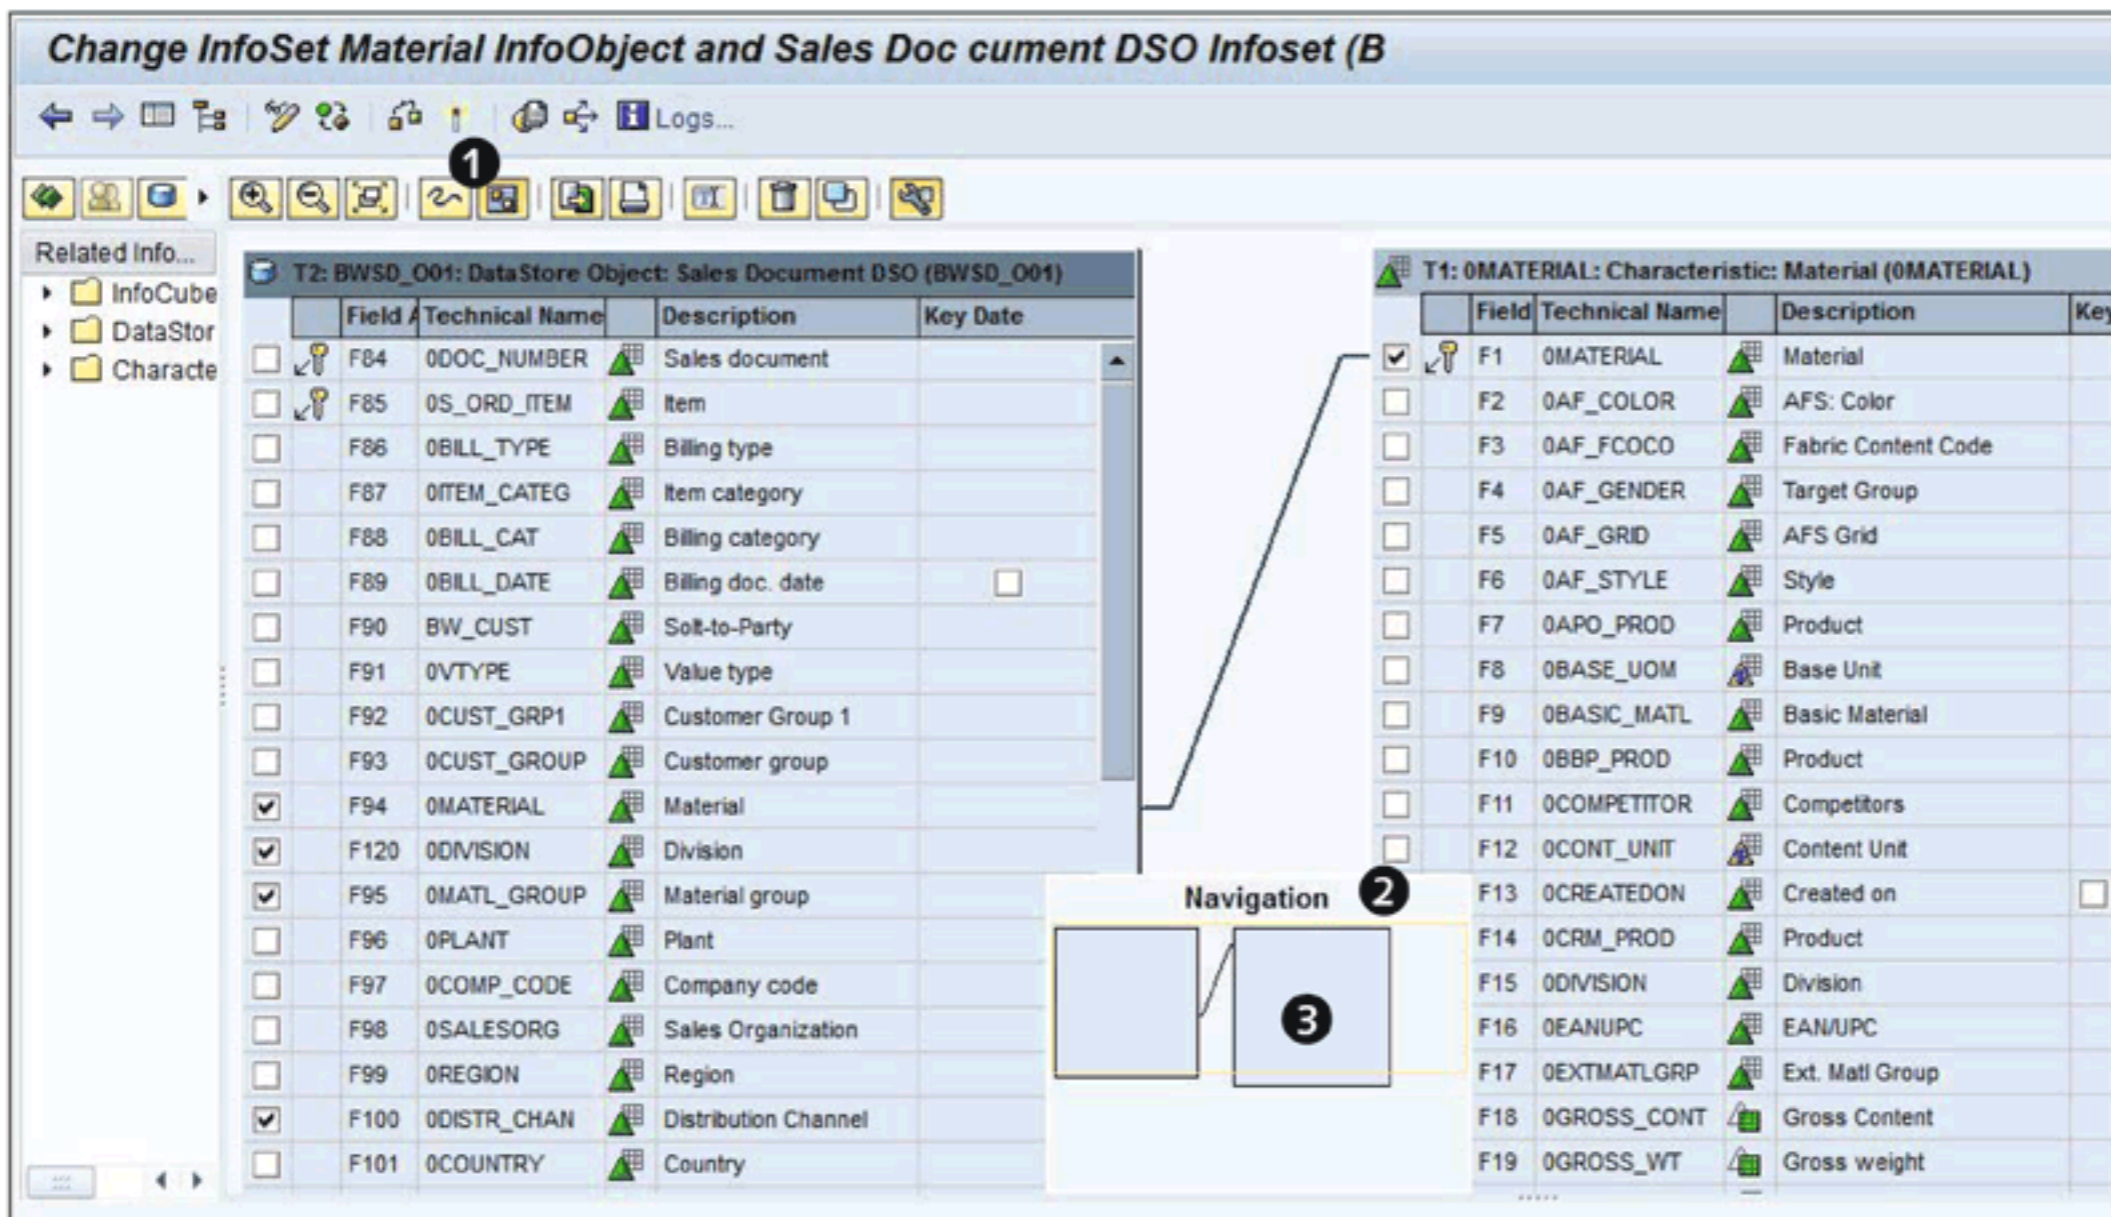 Change InfoSet Material InfoObject and Sales Doc cument DSO Infoset (B
Logs...
1
Related Info...
InfoCube
DataStor
Characte
T2: BWSD_O01: DataStore Object: Sales Document DSO (BWSD_O01)
Field A Technical Name Description Key Date
F84 0DOC_NUMBER Sales document
F85 0S_ORD_ITEM Item
F86 0BILL_TYPE Billing type
F87 0ITEM_CATEG Item category
F88 0BILL_CAT Billing category
F89 0BILL_DATE Billing doc. date
F90 BW_CUST Solt-to-Party
F91 0VTYPE Value type
F92 0CUST_GRP1 Customer Group 1
F93 0CUST_GROUP Customer group
F94 0MATERIAL Material
F120 0DIVISION Division
F95 0MATL_GROUP Material group
F96 0PLANT Plant
F97 0COMP_CODE Company code
F98 0SALESORG Sales Organization
F99 0REGION Region
F100 0DISTR_CHAN Distribution Channel
F101 0COUNTRY Country
T1: 0MATERIAL: Characteristic: Material (0MATERIAL)
Field Technical Name Description Key
F1 0MATERIAL Material
F2 0AF_COLOR AFS: Color
F3 0AF_FCOCO Fabric Content Code
F4 0AF_GENDER Target Group
F5 0AF_GRID AFS Grid
F6 0AF_STYLE Style
F7 0APO_PROD Product
F8 0BASE_UOM Base Unit
F9 0BASIC_MATL Basic Material
F10 0BBP_PROD Product
F11 0COMPETITOR Competitors
F12 0CONT_UNIT Content Unit
F13 0CREATEDON Created on
F14 0CRM_PROD Product
F15 0DIVISION Division
F16 0EANUPC EAN/UPC
F17 0EXTMATLGRP Ext. Matl Group
F18 0GROSS_CONT Gross Content
F19 0GROSS_WT Gross weight
Navigation 2
3